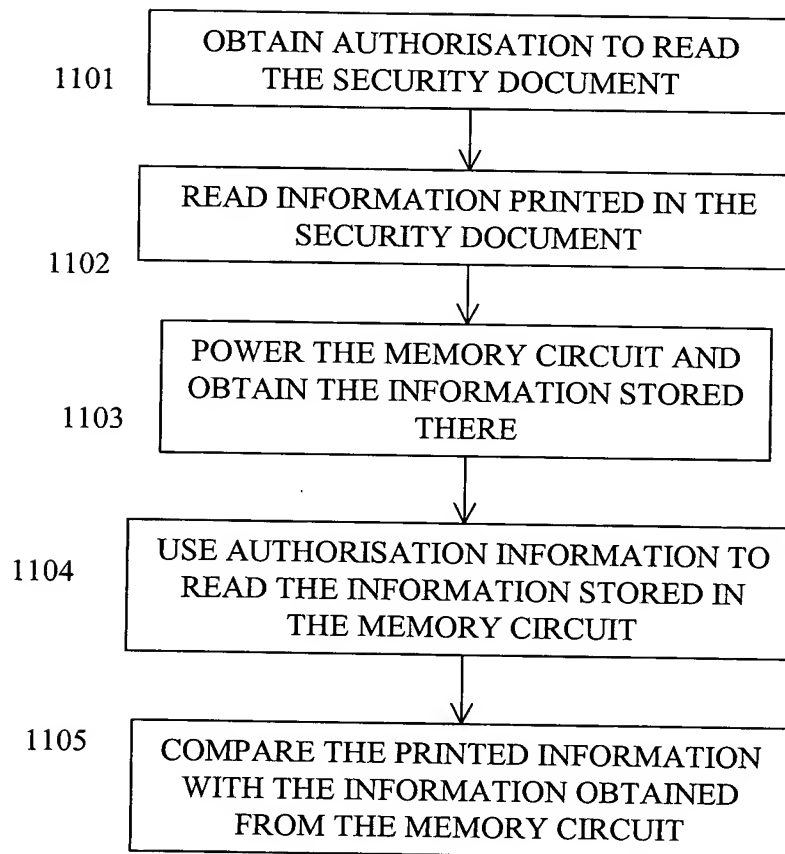 OBTAIN AUTHORISATION TO READ
THE SECURITY DOCUMENT
1101
READ INFORMATION PRINTED IN THE
SECURITY DOCUMENT
1102
POWER THE MEMORY CIRCUIT AND
OBTAIN THE INFORMATION STORED
THERE
1103
USE AUTHORISATION INFORMATION TO
READ THE INFORMATION STORED IN
THE MEMORY CIRCUIT
1104
COMPARE THE PRINTED INFORMATION
WITH THE INFORMATION OBTAINED
FROM THE MEMORY CIRCUIT
1105